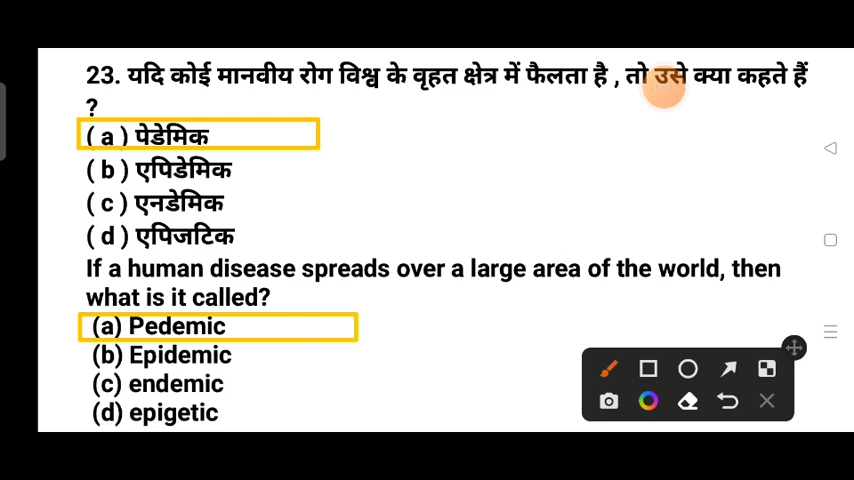 23. यदि कोई मानवीय रोग विश्व के वृहत क्षेत्र में फैलता है , तो उसे क्या कहते हैं
?
( a ) पेडेमिक
( b ) एपिडेमिक
( c ) एनडेमिक
( d ) एपिजटिक
If a human disease spreads over a large area of the world, then
what is it called?
(a) Pedemic
(b) Epidemic
(c) endemic
(d) epigetic